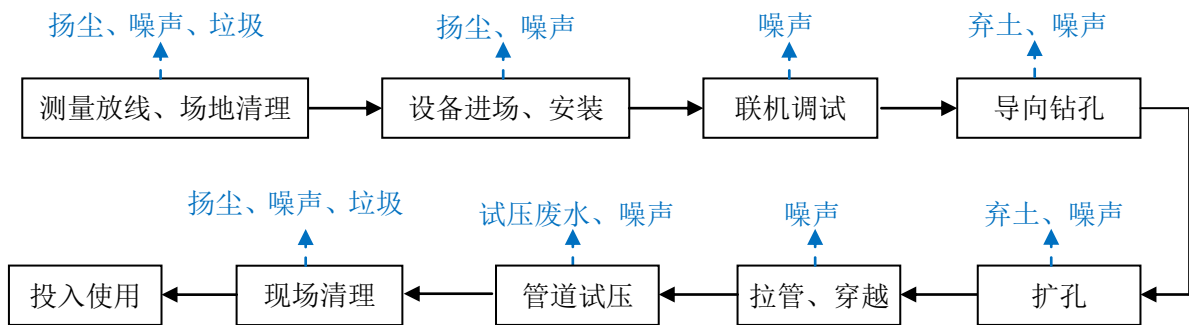 扬尘、噪声、垃圾
扬尘、噪声
噪声
弃土、噪声
测量放线、场地清理
设备进场、安装
联机调试
导向钻孔
扬尘、噪声、垃圾
试压废水、噪声
噪声
弃土、噪声
投入使用
现场清理
管道试压
拉管、穿越
扩孔